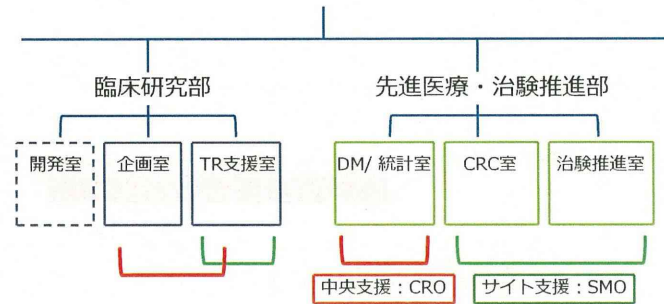 臨床研究部
先進医療・治験推進部
開発室
企画室
TR支援室
DM/ 統計室
CRC室
治験推進室
中央支援：CRO
サイト支援：SMO